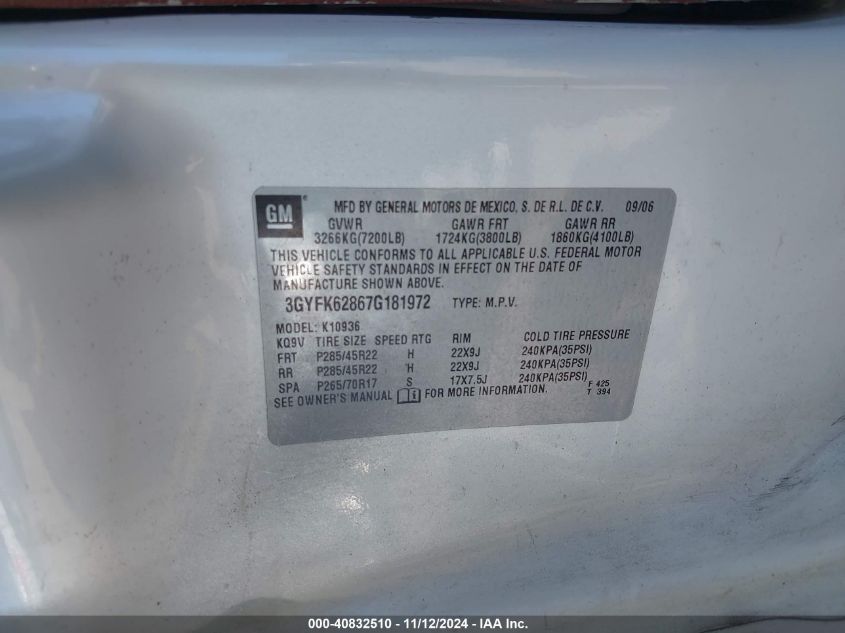 GM
MFD BY GENERAL MOTORS DE MEXICO, S. DE R.L. DE C.V. 09/06
GVWR GAWR FRT GAWR RR
3266KG(7200LB) 1724KG(3800LB) 1860KG(4100LB)
THIS VEHICLE CONFORMS TO ALL APPLICABLE U.S. FEDERAL MOTOR
VEHICLE SAFETY STANDARDS IN EFFECT ON THE DATE OF
MANUFACTURE SHOWN ABOVE.
3GYFK62867G181972 TYPE: M.P.V.
MODEL: K10936
KQ9V TIRE SIZE SPEED RTG RIM COLD TIRE PRESSURE
FRT P285/45R22 H 22X9J 240KPA(35PSI)
RR P285/45R22 H 22X9J 240KPA(35PSI)
SPA P265/70R17 S 17X7.5J 240KPA(35PSI)
SEE OWNER'S MANUAL FOR MORE INFORMATION.
F 425
T 394
000-40832510 - 11/12/2024 - IAA Inc.